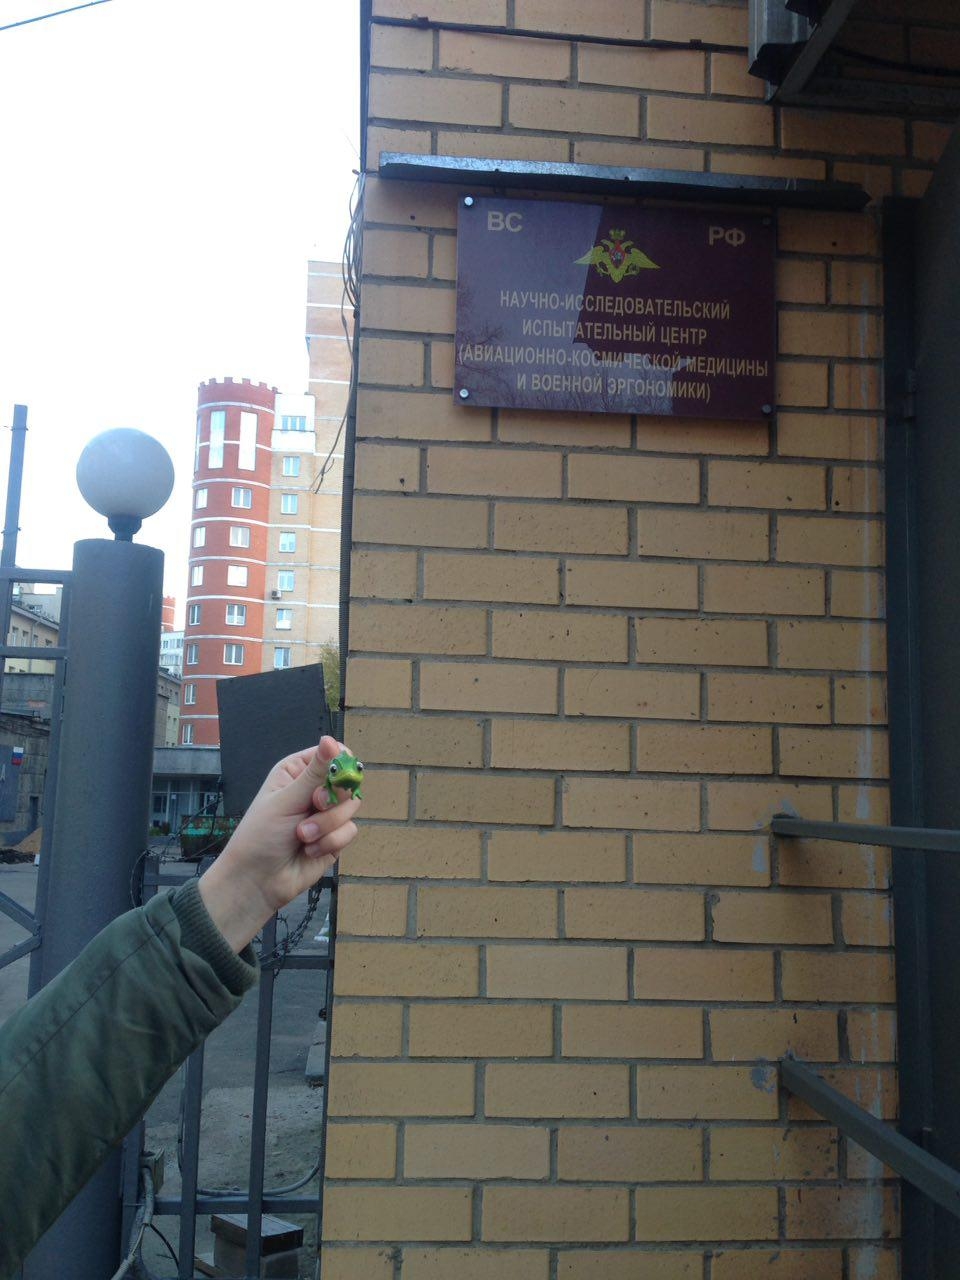 ВС РФ
НАУЧНО-ИССЛЕДОВАТЕЛЬСКИЙ
ИСПЫТАТЕЛЬНЫЙ ЦЕНТР
(АВИАЦИОННО-КОСМИЧЕСКОЙ МЕДИЦИНЫ
И ВОЕННОЙ ЭРГОНОМИКИ)